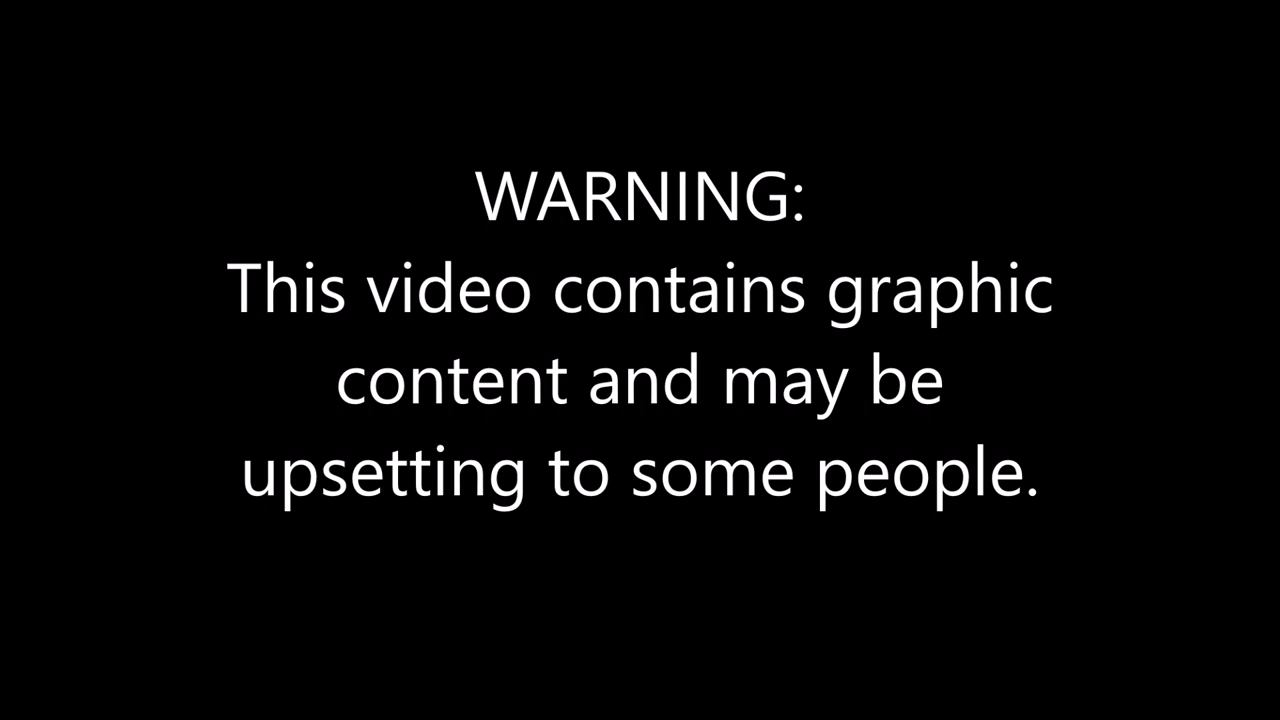 WARNING:
This video contains graphic
content and may be
upsetting to some people.